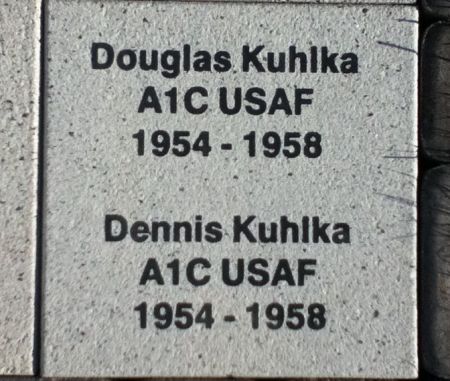 Douglas Kuhlka
A1C USAF
1954 - 1958
Dennis Kuhlka
A1C USAF
1954 - 1958